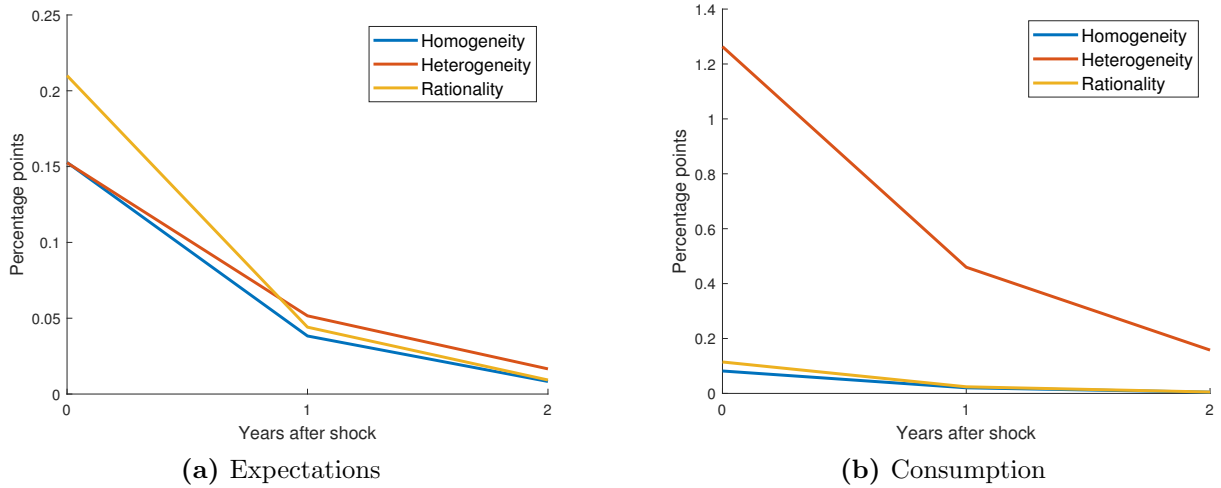 0.25
0.2
0.15
0.1
0.05
0
Percentage points
0 1 2
Years after shock
Homogeneity
Heterogeneity
Rationality
(a) Expectations
1.4
1.2
1
0.8
0.6
0.4
0.2
0
Percentage points
0 1 2
Years after shock
Homogeneity
Heterogeneity
Rationality
(b) Consumption